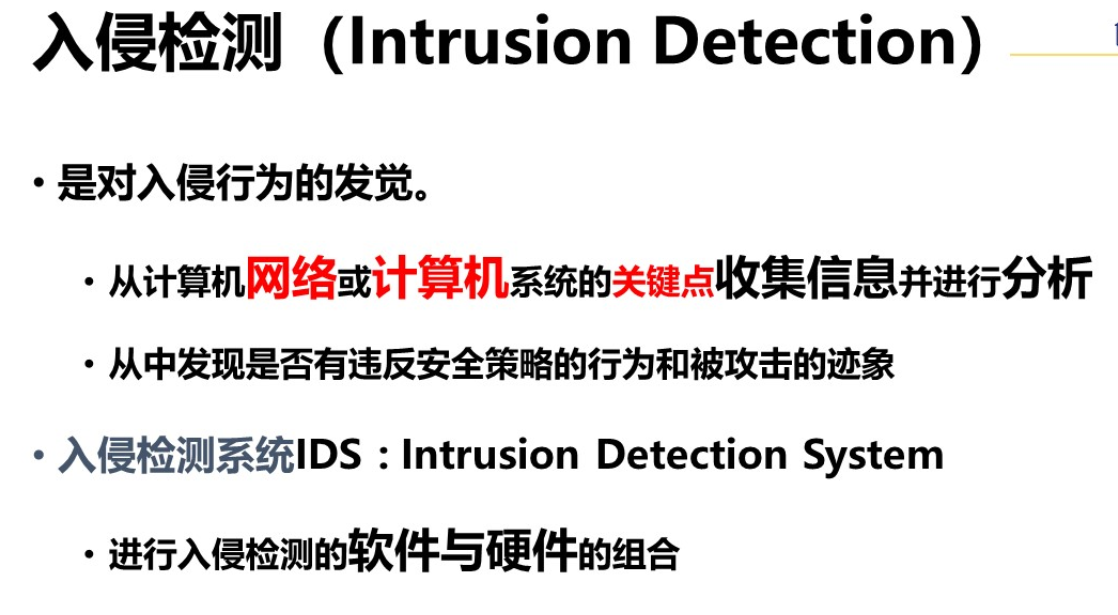 入侵检测（Intrusion Detection）
• 是对入侵行为的发觉。
• 从计算机网络或计算机系统的关键点收集信息并进行分析
• 从中发现是否有违反安全策略的行为和被攻击的迹象
• 入侵检测系统IDS：Intrusion Detection System
• 进行入侵检测的软件与硬件的组合